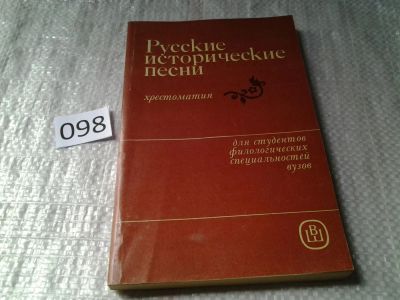 Русские
исторические
песни
хрестоматия
для студентов
филологических
специальностей
вузов
098
ВШ